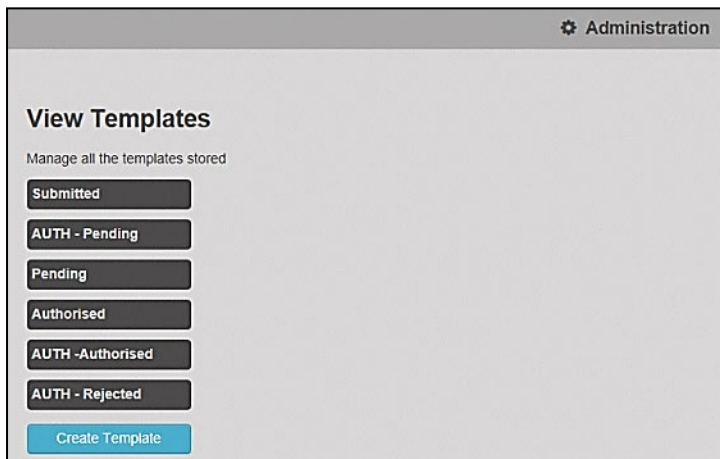 Administration
View Templates
Manage all the templates stored
Submitted
AUTH - Pending
Pending
Authorised
AUTH -Authorised
AUTH - Rejected
Create Template